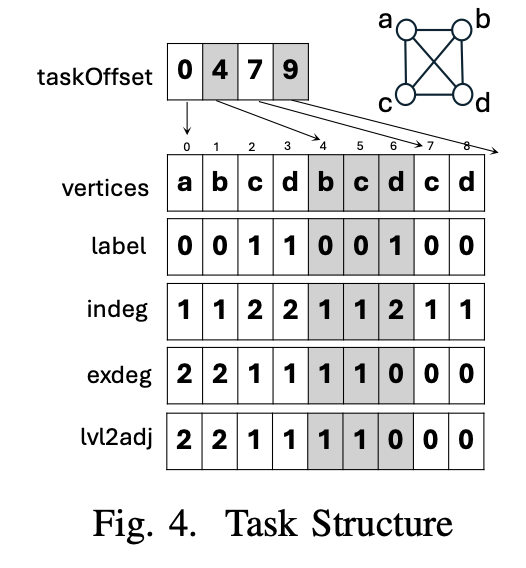 a b
taskOffset 0 4 7 9
c d
0 1 2 3 4 5 6 7 8
vertices a b c d b c d c d
label 0 0 1 1 0 0 1 0 0
indeg 1 1 2 2 1 1 2 1 1
exdeg 2 2 1 1 1 1 0 0 0
lvl2adj 2 2 1 1 1 1 0 0 0
Fig. 4. Task Structure